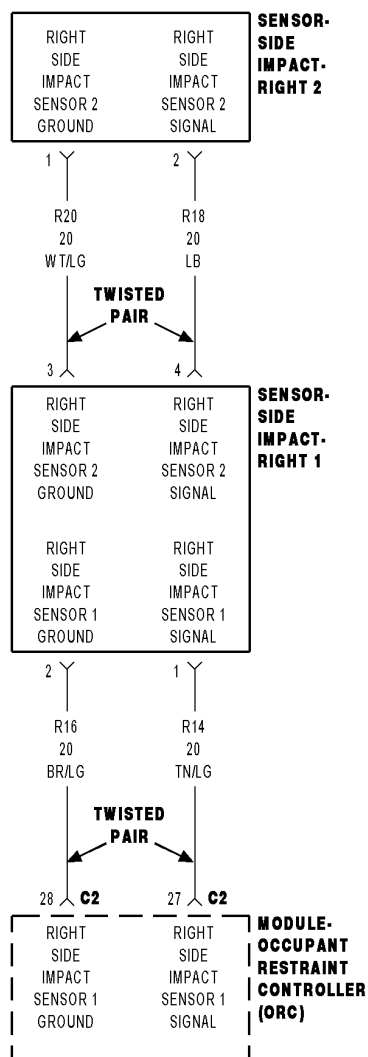 RIGHT
SIDE
IMPACT
SENSOR 2
GROUND
RIGHT
SIDE
IMPACT
SENSOR 2
SIGNAL
SENSOR-
SIDE
IMPACT-
RIGHT 2
1
2
R20
20
WT/LG
R18
20
LB
TWISTED
PAIR
3
4
RIGHT
SIDE
IMPACT
SENSOR 2
GROUND
RIGHT
SIDE
IMPACT
SENSOR 2
SIGNAL
SENSOR-
SIDE
IMPACT-
RIGHT 1
RIGHT
SIDE
IMPACT
SENSOR 1
GROUND
RIGHT
SIDE
IMPACT
SENSOR 1
SIGNAL
2
1
R16
20
BR/LG
R14
20
TN/LG
TWISTED
PAIR
28 C2
27 C2
RIGHT
SIDE
IMPACT
SENSOR 1
GROUND
RIGHT
SIDE
IMPACT
SENSOR 1
SIGNAL
MODULE-
OCCUPANT
RESTRAINT
CONTROLLER
(ORC)